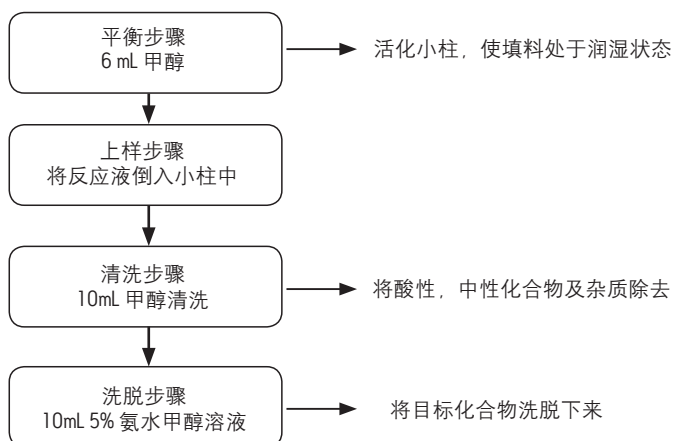 平衡步骤
6 mL 甲醇
活化小柱，使填料处于润湿状态
上样步骤
将反应液倒入小柱中
清洗步骤
10mL 甲醇清洗
将酸性，中性化合物及杂质除去
洗脱步骤
10mL 5% 氨水甲醇溶液
将目标化合物洗脱下来